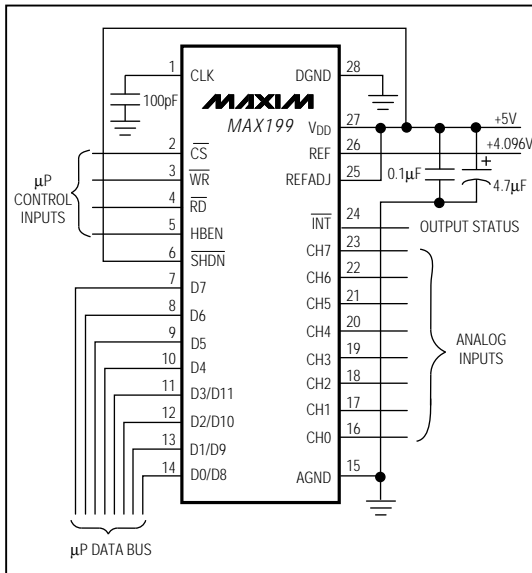 1 CLK
100pF
MAXIM
MAX199
DGND 28
VDD 27
+5V
2 CS
REF 26
+4.096V
3 WR
REFADJ 25
0.1µF
+
4.7µF
4 RD
µP
CONTROL
INPUTS
INT 24
OUTPUT STATUS
5 HBEN
CH7 23
6 SHDN
CH6 22
7 D7
CH5 21
8 D6
CH4 20
9 D5
CH3 19
10 D4
CH2 18
11 D3/D11
CH1 17
12 D2/D10
CH0 16
ANALOG
INPUTS
13 D1/D9
14 D0/D8
AGND 15
µP DATA BUS